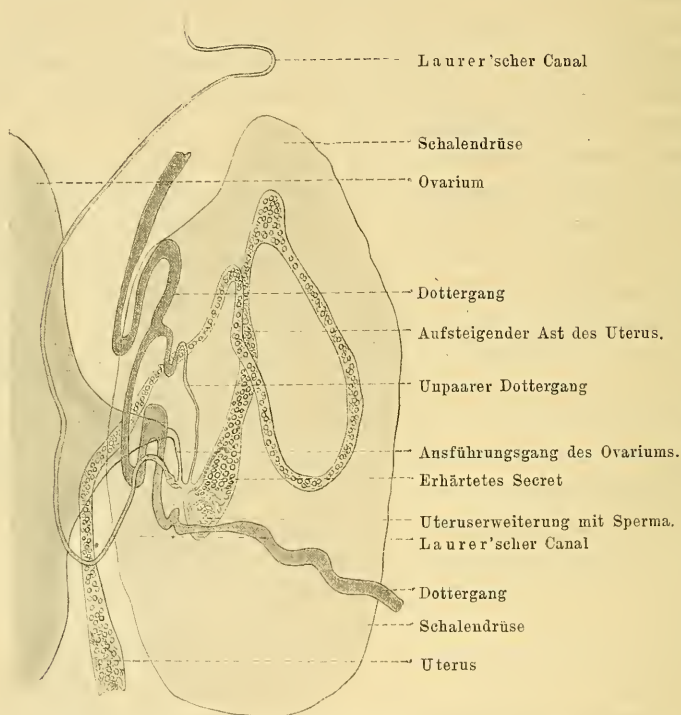 Laurer'scher Canal
Schalendrüse
Ovarium
Dottergang
Aufsteigender Ast des Uterus.
Unpaarer Dottergang
Ausführungsgang des Ovariums.
Erhärtetes Secret
Uteruserweiterung mit Sperma.
Laurer'scher Canal
Dottergang
Schalendrüse
Uterus